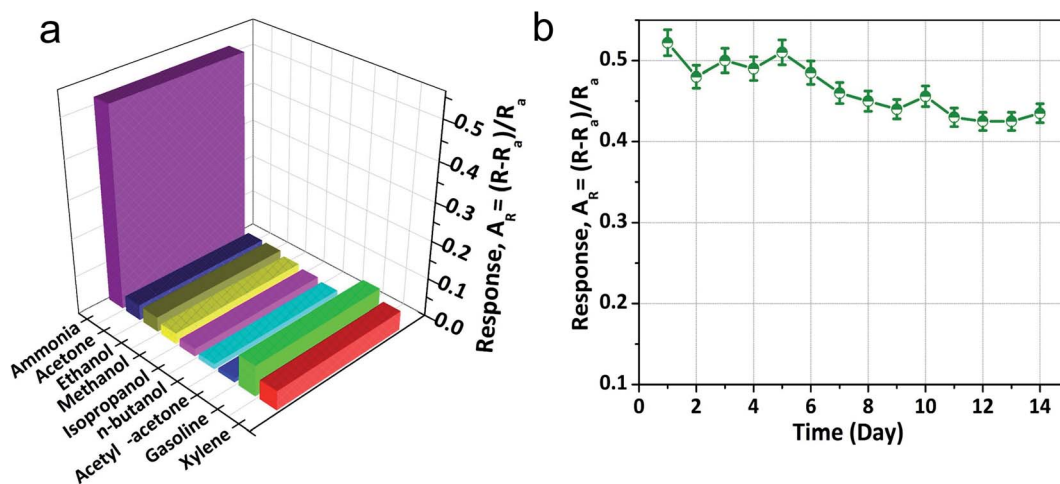 a
0.5
0.4
0.3
0.2
0.1
0.0
Response, A_R = (R-R_a)/R_a
Ammonia
Acetone
Ethanol
Methanol
Isopropanol
n-butanol
Acetyl -acetone
Gasoline
Xylene
b
Response, A_R = (R-R_a)/R_a
0.5
0.4
0.3
0.2
0.1
0 2 4 6 8 10 12 14
Time (Day)